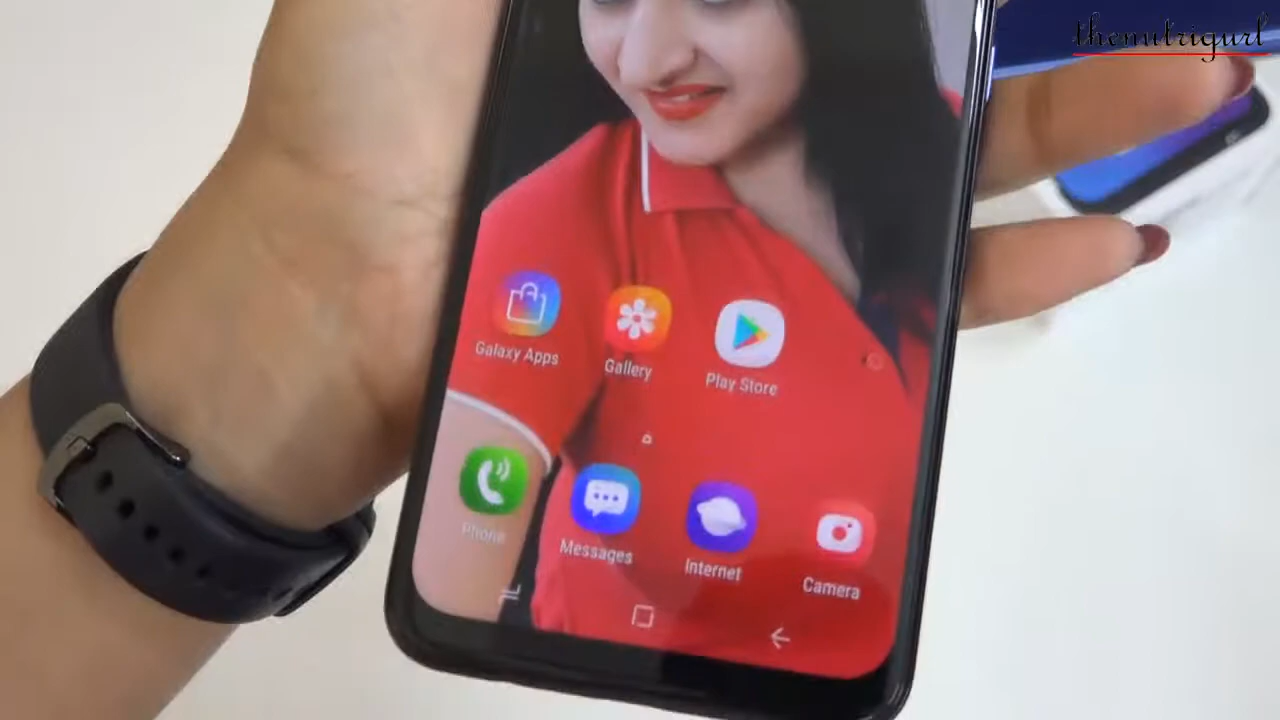 thenutrigurl
Galaxy Apps
Gallery
Play Store
Phone
Messages
Internet
Camera